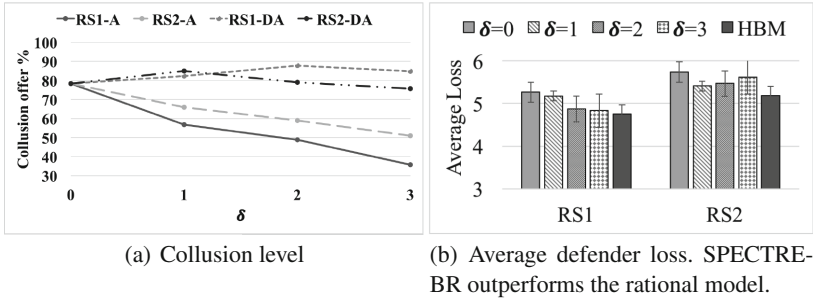 RS1-A RS2-A RS1-DA RS2-DA
Collusion offer %
100
90
80
70
60
50
40
30
0 1 2 3
δ
(a) Collusion level
δ=0 δ=1 δ=2 δ=3 HBM
Average Loss
6
5
4
3
RS1 RS2
(b) Average defender loss. SPECTRE-
BR outperforms the rational model.